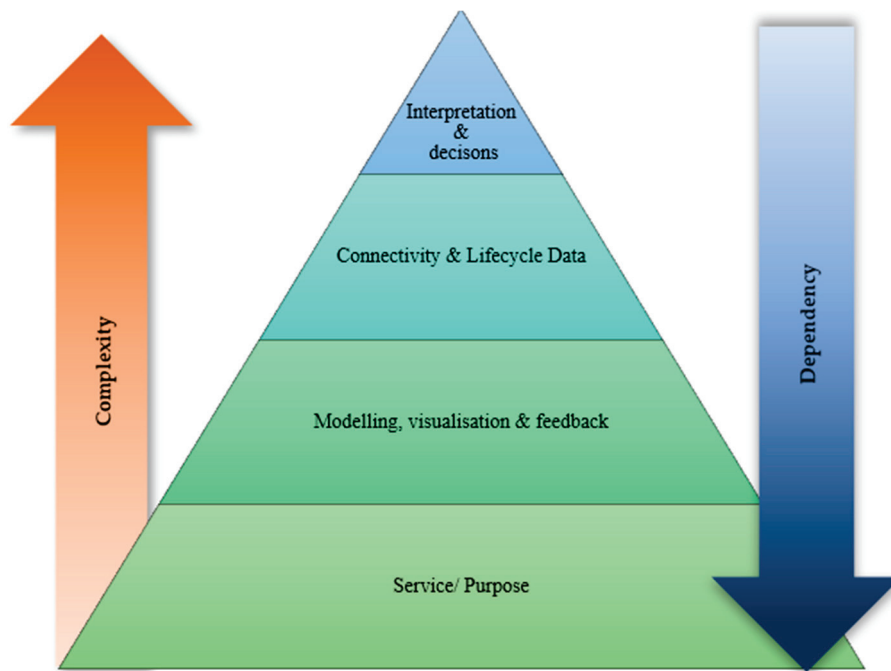 Interpretation
&
decisons
Connectivity & Lifecycle Data
Modelling, visualisation & feedback
Service/ Purpose
Complexity
Dependency